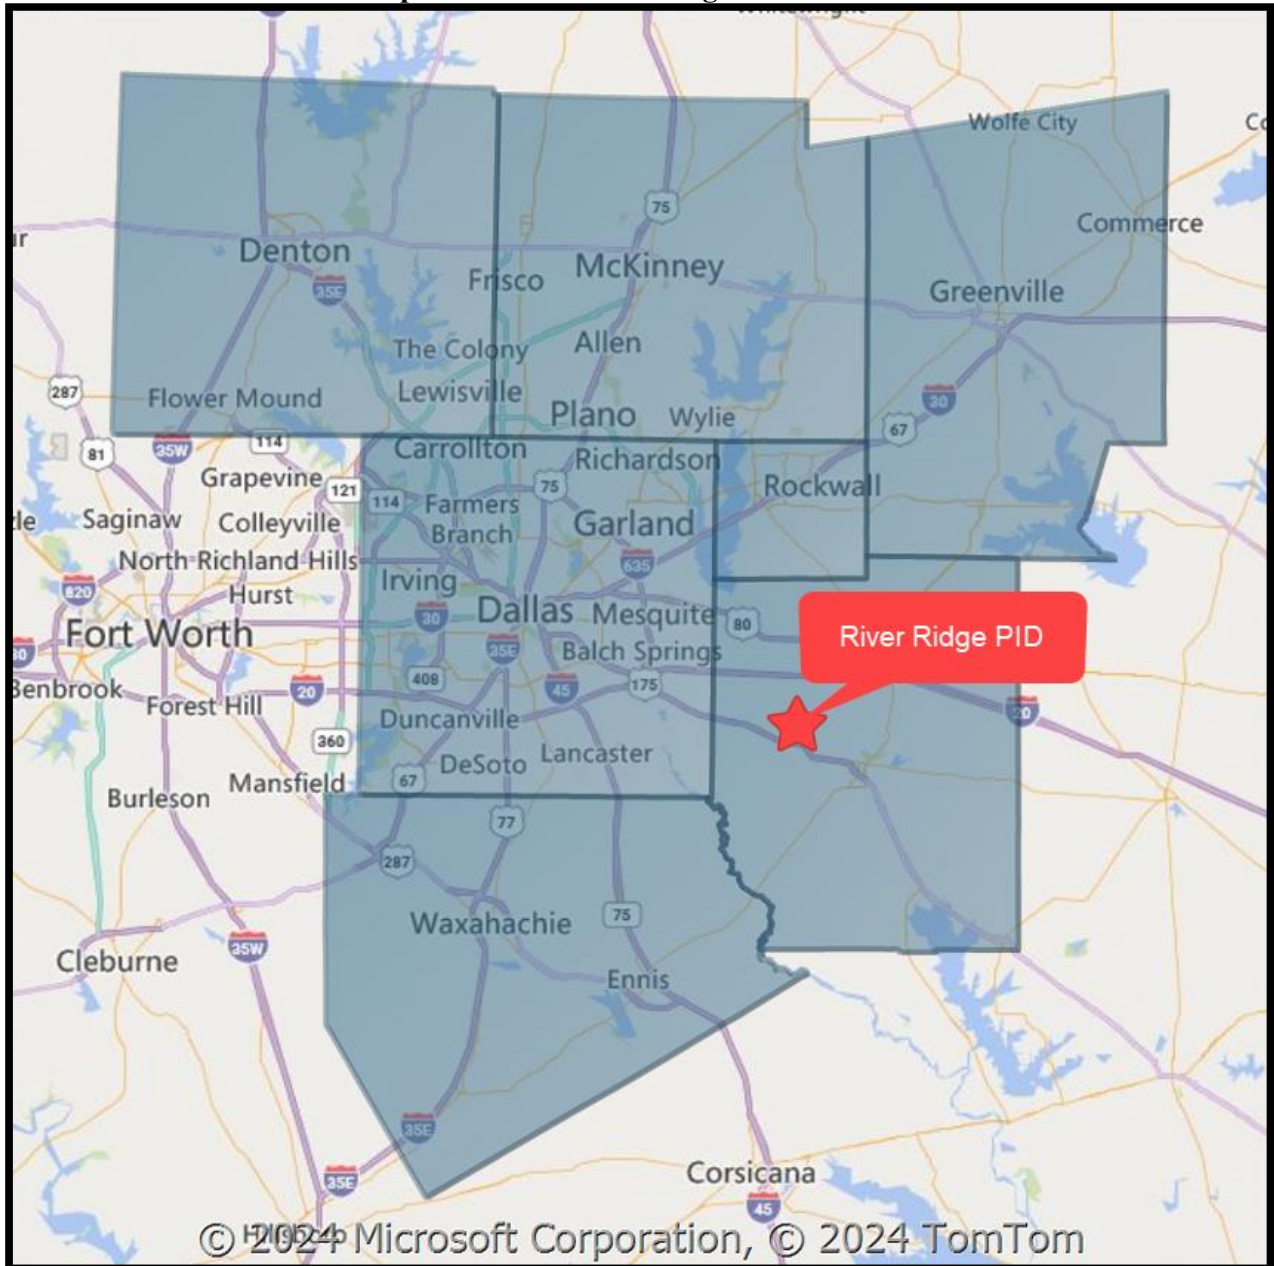 Wolfe City
75
Commerce
Denton
McKinney
Frisco
35E
Greenville
The Colony
Allen
287
Lewisville
30
Flower Mound
Plano
Wylie
67
114
35W
81
Carrollton
Richardson
Grapevine
121
114
75
Rockwall
Farmers
Branch
Saginaw
Colleyville
Garland
North Richland Hills
635
Irving
820
Hurst
30
Dallas
Mesquite
80
River Ridge PID
Fort Worth
35E
Balch Springs
Benbrook
408
45
175
20
Forest Hill
20
Duncanville
360
DeSoto
Lancaster
Mansfield
67
Burleson
77
287
Waxahachie
75
35W
Cleburne
Ennis
35E
35E
Corsicana
45
© 2024 Microsoft Corporation, © 2024 TomTom